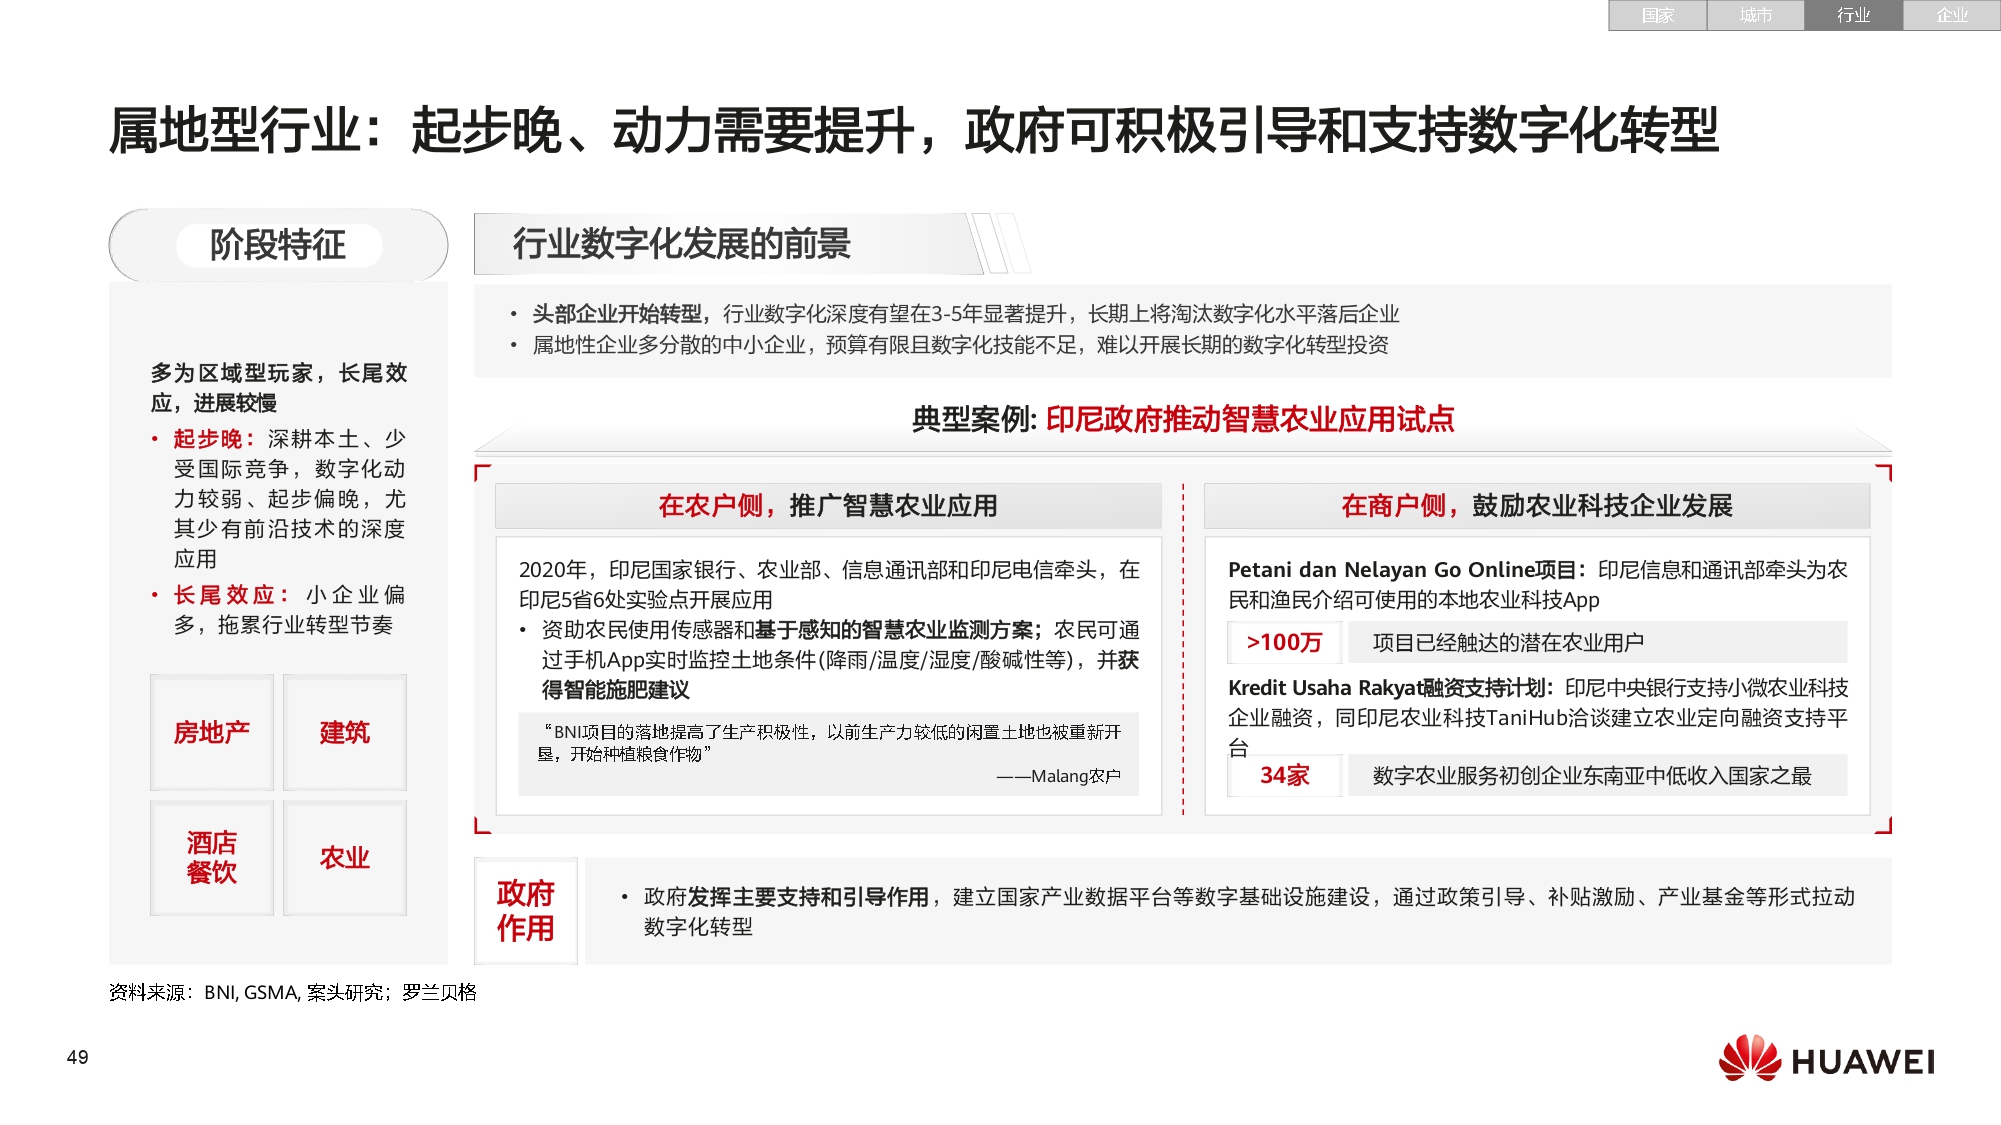 国家 城市 行业 企业
属地型行业：起步晚、动力需要提升，政府可积极引导和支持数字化转型
阶段特征
多为区域型玩家，长尾效
应，进展较慢
• 起步晚：深耕本土、少
受国际竞争，数字化动
力较弱、起步偏晚，尤
其少有前沿技术的深度
应用
• 长尾效应：小企业偏
多，拖累行业转型节奏
房地产 建筑
酒店
餐饮
农业
行业数字化发展的前景
• 头部企业开始转型，行业数字化深度有望在3-5年显著提升，长期上将淘汰数字化水平落后企业
• 属地性企业多分散的中小企业，预算有限且数字化技能不足，难以开展长期的数字化转型投资
典型案例: 印尼政府推动智慧农业应用试点
在农户侧，推广智慧农业应用
2020年，印尼国家银行、农业部、信息通讯部和印尼电信牵头，在
印尼5省6处实验点开展应用
• 资助农民使用传感器和基于感知的智慧农业监测方案；农民可通
过手机App实时监控土地条件(降雨/温度/湿度/酸碱性等)，并获
得智能施肥建议
“BNI项目的落地提高了生产积极性，以前生产力较低的闲置土地也被重新开
垦，开始种植粮食作物”
——Malang农户
在商户侧，鼓励农业科技企业发展
Petani dan Nelayan Go Online项目：印尼信息和通讯部牵头为农
民和渔民介绍可使用的本地农业科技App
>100万 项目已经触达的潜在农业用户
Kredit Usaha Rakyat融资支持计划：印尼中央银行支持小微农业科技
企业融资，同印尼农业科技TaniHub洽谈建立农业定向融资支持平
台
34家 数字农业服务初创企业东南亚中低收入国家之最
政府
作用
• 政府发挥主要支持和引导作用，建立国家产业数据平台等数字基础设施建设，通过政策引导、补贴激励、产业基金等形式拉动
数字化转型
资料来源：BNI, GSMA, 案头研究；罗兰贝格
49
HUAWEI